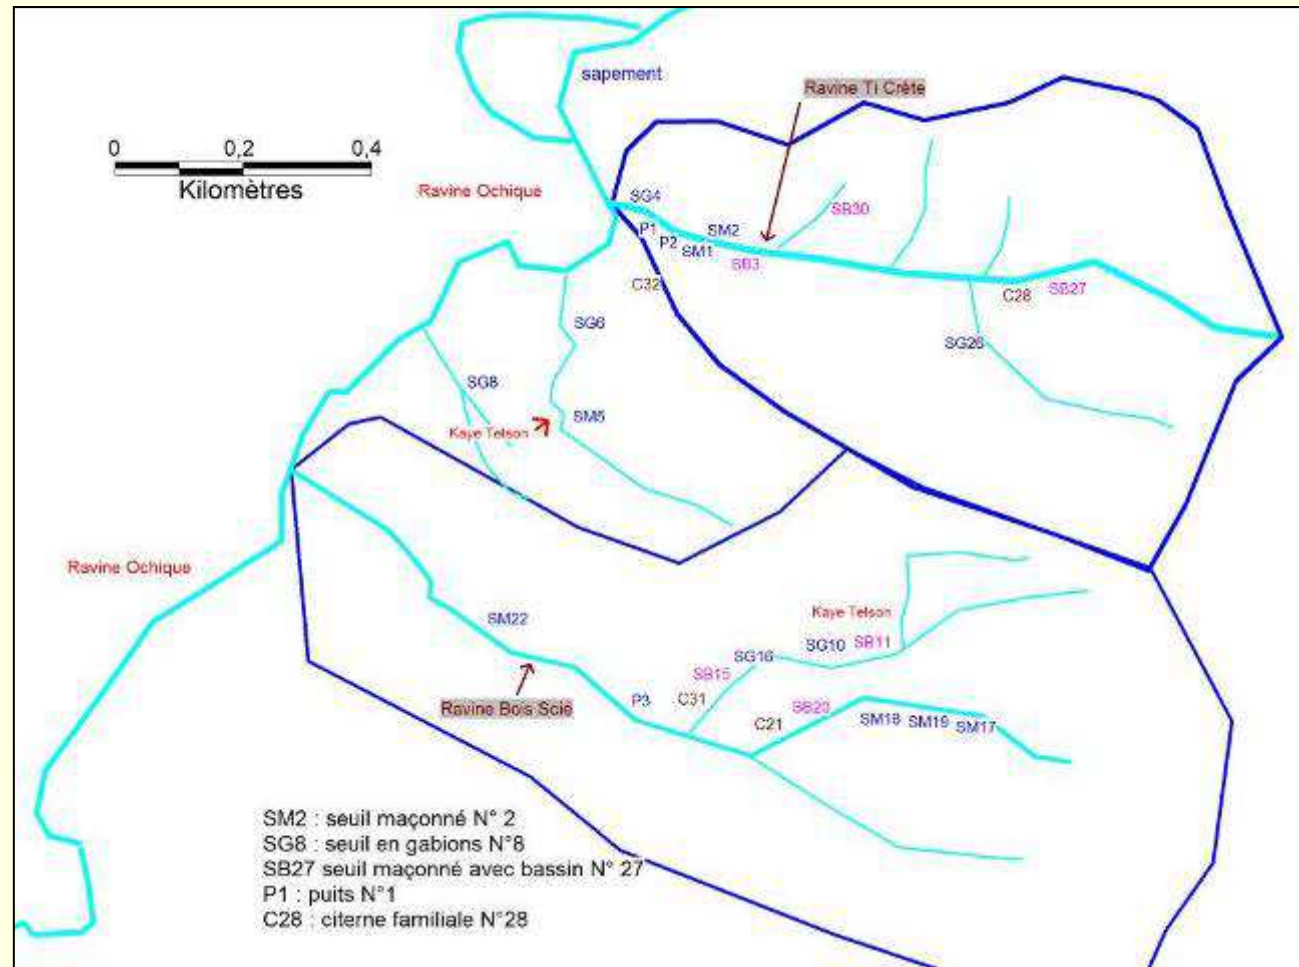 sapement
Ravine Ti Crête
0 0,2 0,4
Kilomètres
Ravine Ochique
SG4
SB30
P1
P2
SM1
SM2
SB3
C32
C28
SB27
SG6
SG26
SG8
SM5
Kaye Telson
Ravine Ochique
SM22
Kaye Telson
SG10
SB11
SG16
SB15
C31
P3
Ravine Bois Scie
C21
SB20
SM18
SM19
SM17
SM2 : seuil maçonné N° 2
SG8 : seuil en gabions N°8
SB27 seuil maçonné avec bassin N° 27
P1 : puits N°1
C28 : citerne familiale N°28